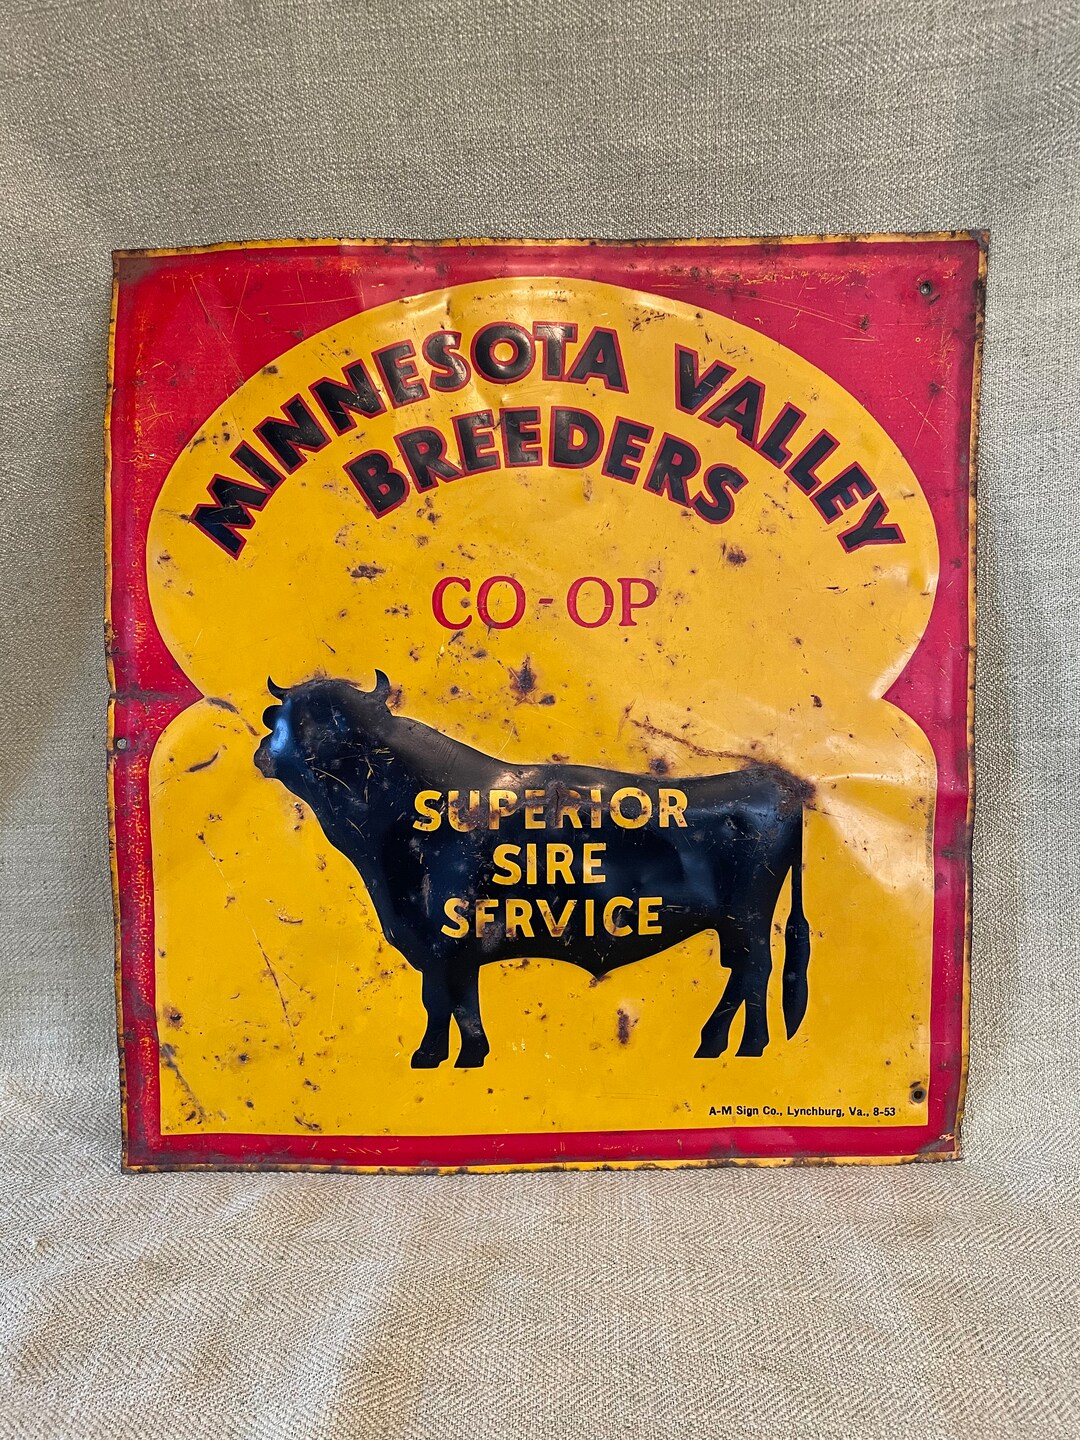 MINNESOTA VALLEY
BREEDERS
CO-OP
SUPERIOR
SIRE
SERVICE
A-M Sign Co., Lynchburg, Va., 8-53